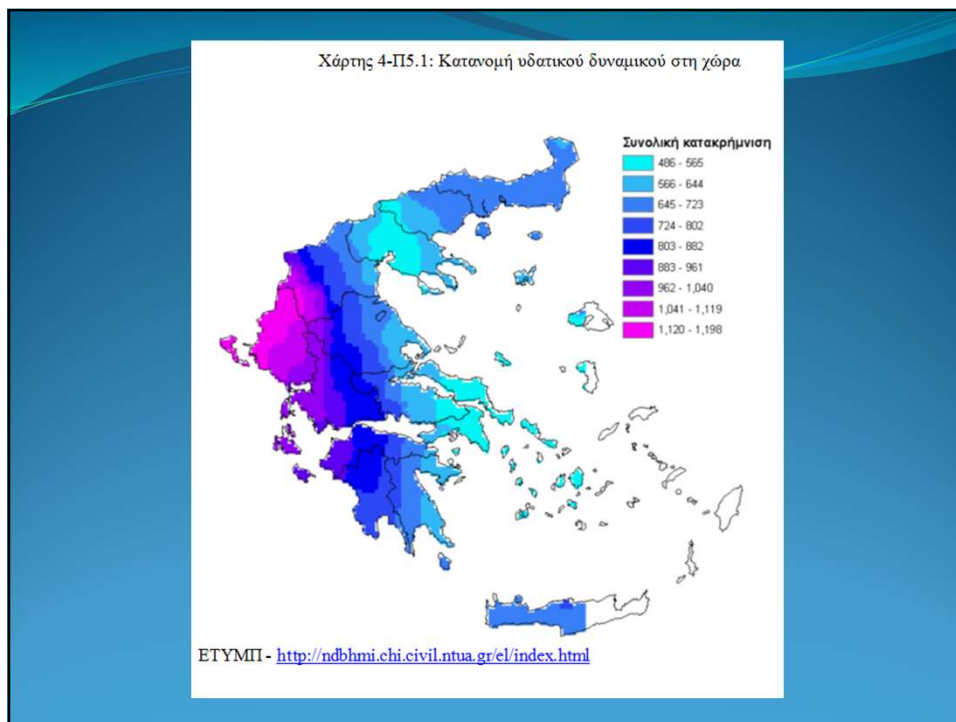 Χάρτης 4-Π5.1: Κατανομή υδατικού δυναμικού στη χώρα
Συνολική κατακρήμνιση
486 - 565
566 - 644
645 - 723
724 - 802
803 - 882
883 - 961
962 - 1,040
1,041 - 1,119
1,120 - 1,198
ΕΤΥΜΠ - http://ndbhmi.chi.civil.ntua.gr/el/index.html